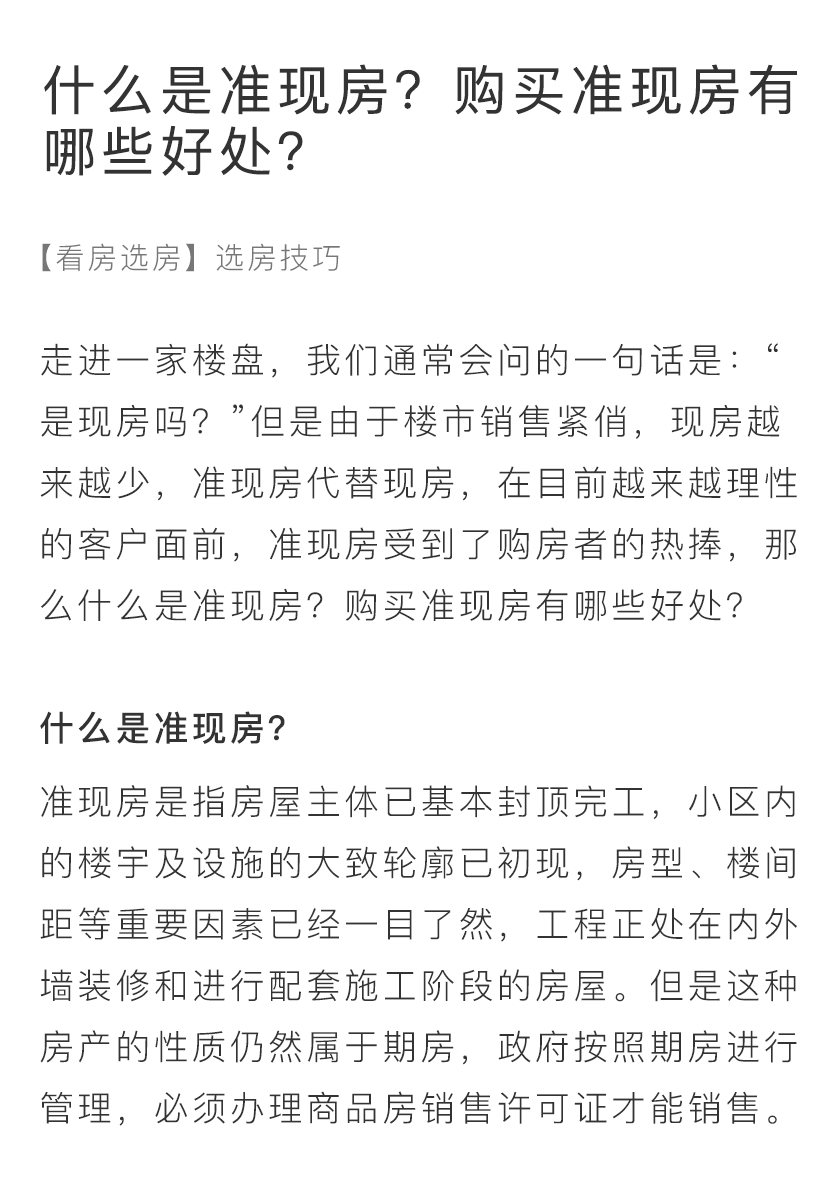 什么是准现房？购买准现房有
哪些好处？
【看房选房】选房技巧
走进一家楼盘，我们通常会问的一句话是：“
是现房吗？”但是由于楼市销售紧俏，现房越
来越少，准现房代替现房，在目前越来越理性
的客户面前，准现房受到了购房者的热捧，那
么什么是准现房？购买准现房有哪些好处？
什么是准现房？
准现房是指房屋主体已基本封顶完工，小区内
的楼宇及设施的大致轮廓已初现，房型、楼间
距等重要因素已经一目了然，工程正处在内外
墙装修和进行配套施工阶段的房屋。但是这种
房产的性质仍然属于期房，政府按照期房进行
管理，必须办理商品房销售许可证才能销售。